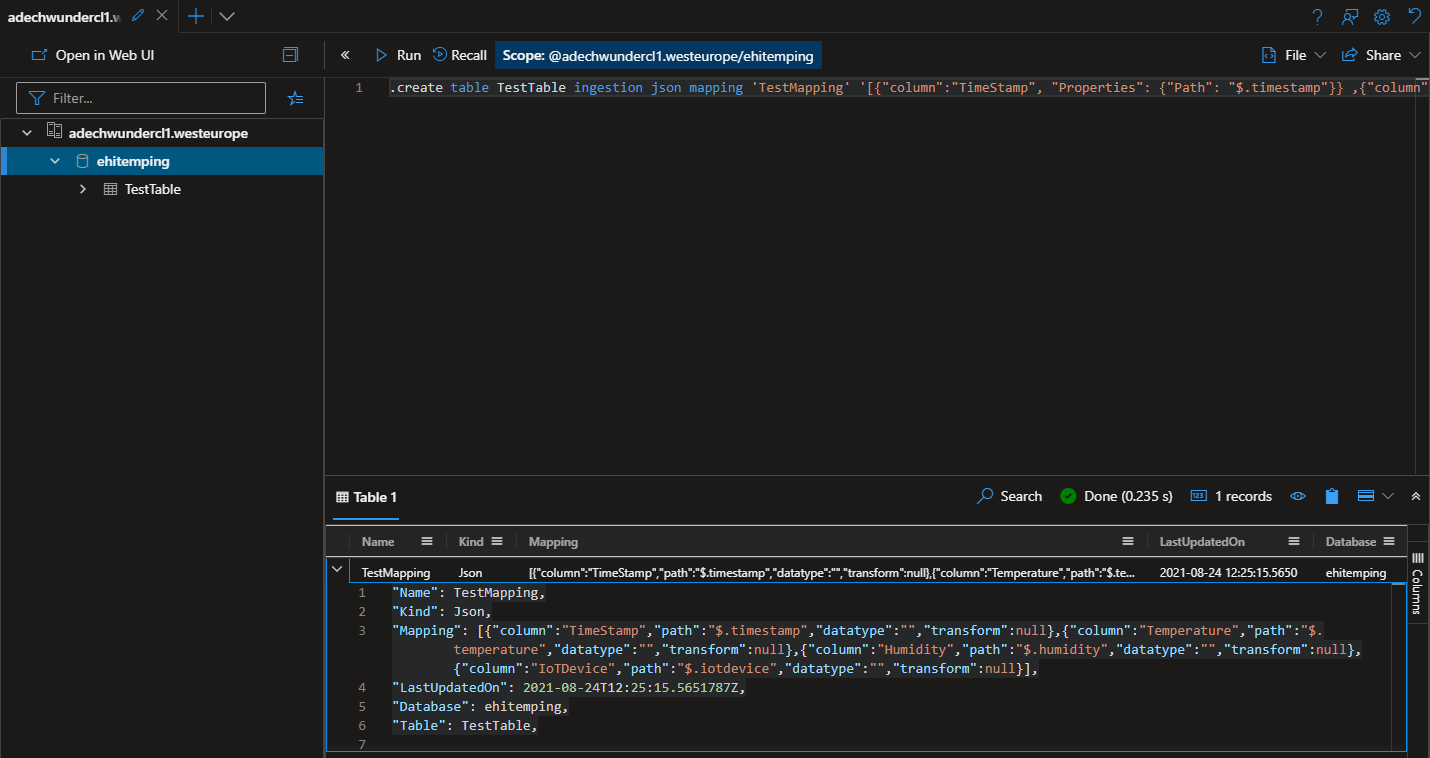 adechwundercl1.w
Open in Web UI
Run Recall Scope: @adechwundercl1.westeurope/ehitemping File Share
Filter...
adechwundercl1.westeurope
ehitemping
TestTable
1 .create table TestTable ingestion json mapping 'TestMapping' '[{"column":"TimeStamp", "Properties": {"Path": "$.timestamp"}} ,{"column"
Table 1 Search Done (0.235 s) 123 1 records
Name Kind Mapping LastUpdatedOn Database
TestMapping Json [{"column":"TimeStamp","path":"$.timestamp","datatype":"","transform":null},{"column":"Temperature","path":"$.te... 2021-08-24 12:25:15.5650 ehitemping
Columns
1 "Name": TestMapping,
2 "Kind": Json,
3 "Mapping": [{"column":"TimeStamp","path":"$.timestamp","datatype":"","transform":null},{"column":"Temperature","path":"$.
temperature","datatype":"","transform":null},{"column":"Humidity","path":"$.humidity","datatype":"","transform":null},
{"column":"IoTDevice","path":"$.iotdevice","datatype":"","transform":null}],
4 "LastUpdatedOn": 2021-08-24T12:25:15.5651787Z,
5 "Database": ehitemping,
6 "Table": TestTable,
7